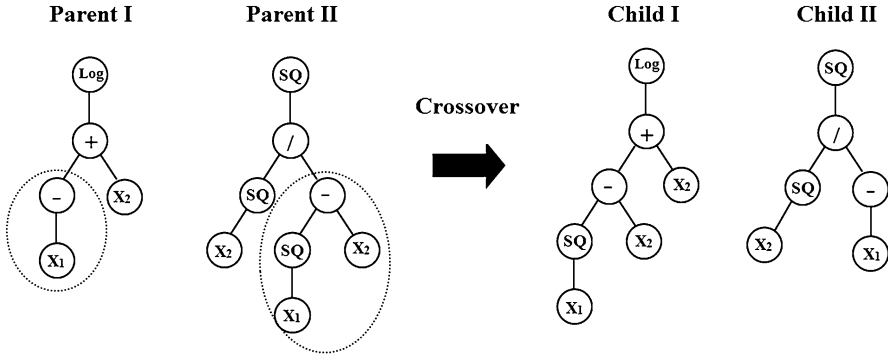 Parent I Parent II Child I Child II
Log SQ Log SQ
Crossover
+ / + /
- X2 SQ - - X2 SQ -
X1 X2 SQ X2 SQ X2 X2 X1
X1 X1